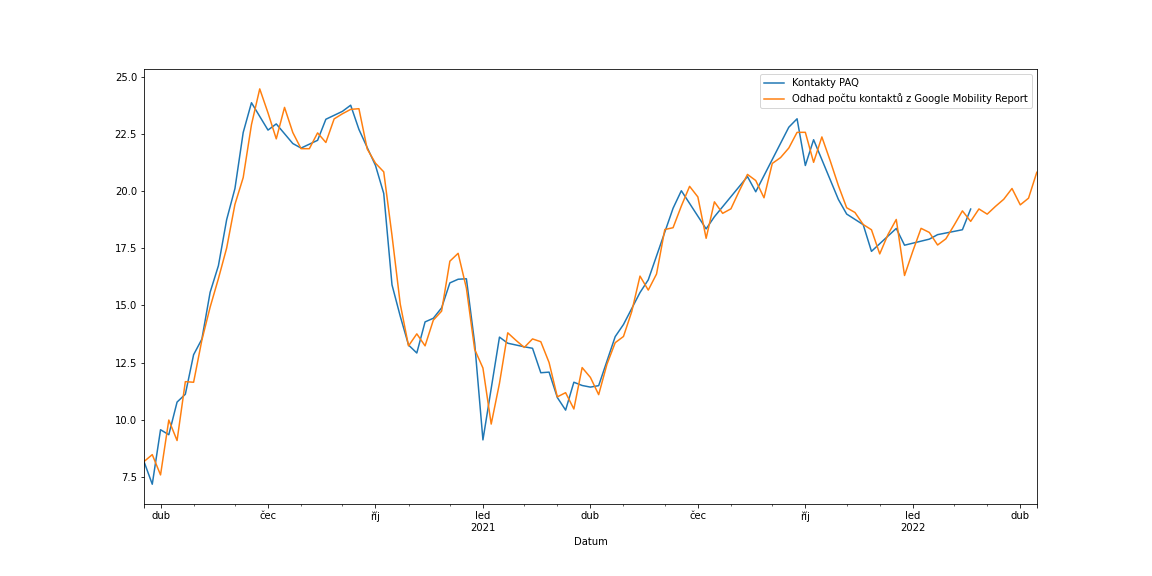 25.0
22.5
20.0
17.5
15.0
12.5
10.0
7.5
Kontakty PAQ
Odhad počtu kontaktů z Google Mobility Report
dub čec říj led dub čec říj led dub
2021 2022
Datum